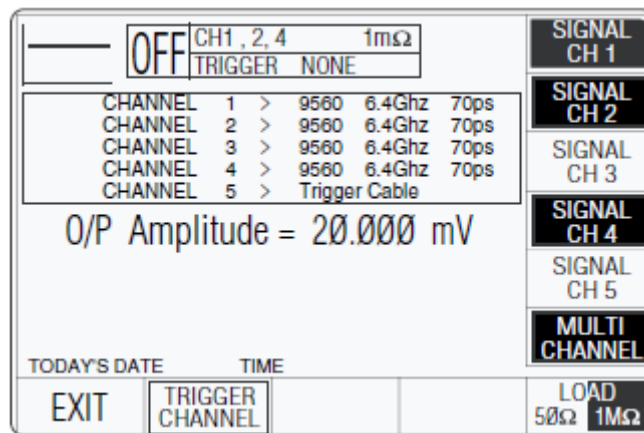 OFF
CH1 , 2, 4 1mΩ
TRIGGER NONE
CHANNEL 1 > 9560 6.4Ghz 70ps
CHANNEL 2 > 9560 6.4Ghz 70ps
CHANNEL 3 > 9560 6.4Ghz 70ps
CHANNEL 4 > 9560 6.4Ghz 70ps
CHANNEL 5 > Trigger Cable
O/P Amplitude = 20.000 mV
TODAY'S DATE TIME
EXIT
TRIGGER
CHANNEL
SIGNAL
CH 1
SIGNAL
CH 2
SIGNAL
CH 3
SIGNAL
CH 4
SIGNAL
CH 5
MULTI
CHANNEL
LOAD
50Ω 1MΩ